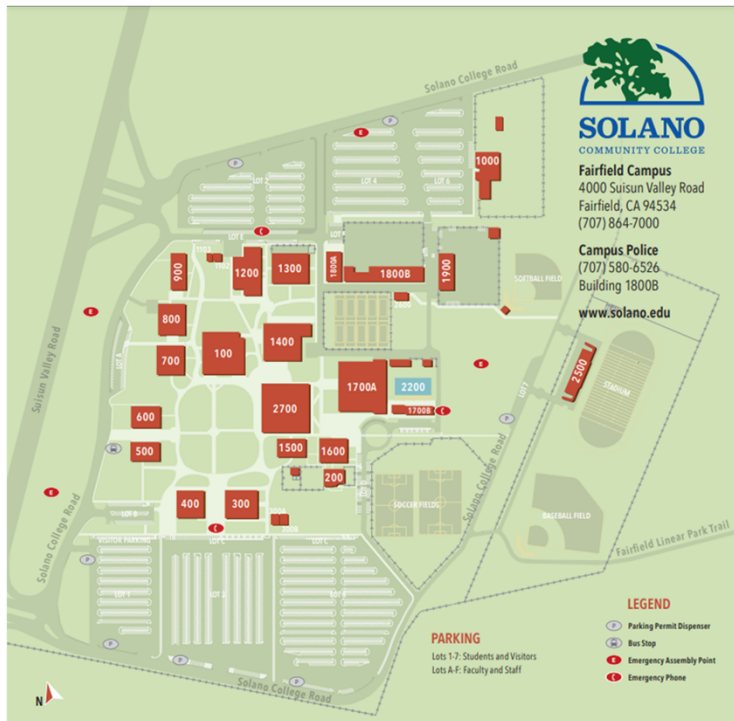 Solano College Road
SOLANO
COMMUNITY COLLEGE
Fairfield Campus
4000 Suisun Valley Road
Fairfield, CA 94534
(707) 864-7000
Campus Police
(707) 580-6526
Building 1800B
www.solano.edu
P
E
P
LOT 2
LOT 4
LOT 6
1000
C
LOT E
1102
900
1200
1300
1800A
1800B
1900
SOFTBALL FIELD
E
800
700
100
1400
LOT A
Suisun Valley Road
1700A
2200
1700B
C
E
2500
STADIUM
LOT 7
P
2700
600
500
1500
1600
200
400
300
SOCCER FIELDS
Solano College Road
BASEBALL FIELD
Fairfield Linear Park Trail
E
LOT B
C
VISITOR PARKING
LOT C
LOT C
P
LOT 1
LOT 3
LOT 5
Solano College Road
P
P
P
Solano College Road
N
PARKING
Lots 1-7: Students and Visitors
Lots A-F: Faculty and Staff
LEGEND
P Parking Permit Dispenser
Bus Stop
E Emergency Assembly Point
C Emergency Phone